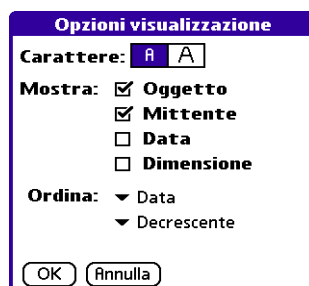 Opzioni visualizzazione
Carattere: A A
Mostra: Oggetto
Mittente
Data
Dimensione
Ordina: Data
Decrescente
OK Annulla